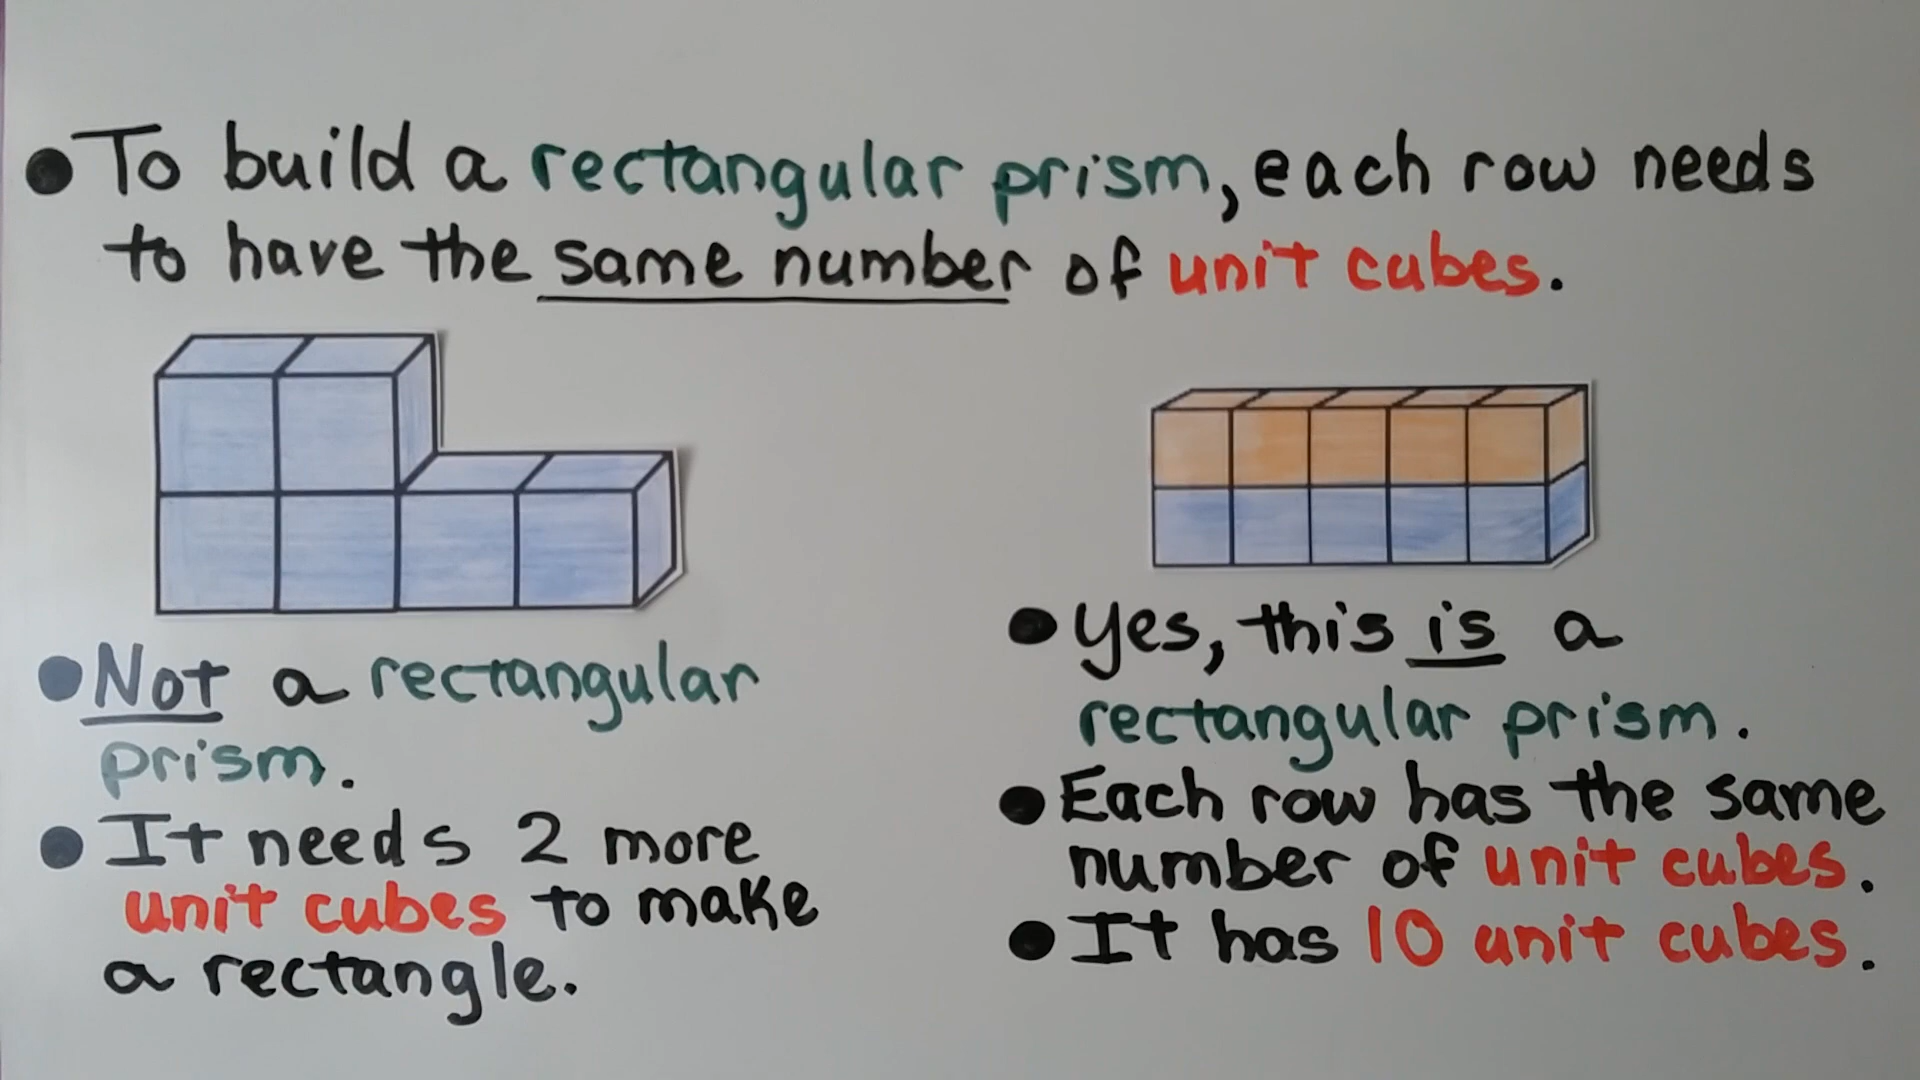 • To build a rectangular prism, each row needs
to have the same number of unit cubes.
• Not a rectangular
prism.
• It needs 2 more
unit cubes to make
a rectangle.
• Yes, this is a
rectangular prism.
• Each row has the same
number of unit cubes.
• It has 10 unit cubes.